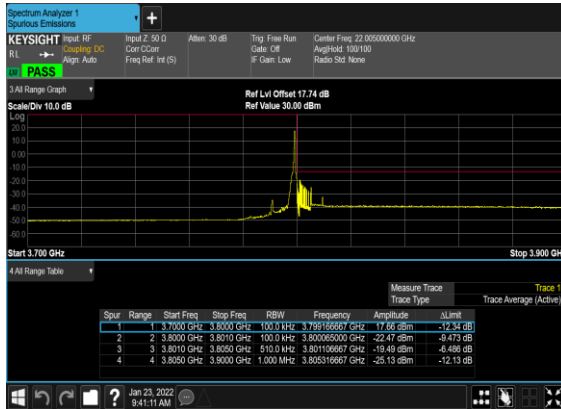 Spectrum Analyzer 1
Spurious Emissions
+
KEYSIGHT Input: RF Input Z: 50 Ω Atten: 30 dB Trig: Free Run Center Freq: 22.005000000 GHz
RL Coupling: DC Corr CCorr Gate: Off Avg|Hold: 100/100
Align: Auto Freq Ref: Int (S) IF Gain: Low Radio Std: None
LV PASS
3 All Range Graph
Ref Lvl Offset 17.74 dB
Scale/Div 10.0 dB Ref Value 30.00 dBm
Log
20.0
10.0
0.00
-10.0
-20.0
-30.0
-40.0
-50.0
-60.0
Start 3.700 GHz Stop 3.900 GH
4 All Range Table
Measure Trace Trace 1
Trace Type Trace Average (Active)
Spur Range Start Freq Stop Freq RBW Frequency Amplitude ΔLimit
1 1 3.7000 GHz 3.8000 GHz 100.0 kHz 3.799166667 GHz 17.66 dBm -12.34 dB
2 2 3.8000 GHz 3.8010 GHz 100.0 kHz 3.800065000 GHz -22.47 dBm -9.473 dB
3 3 3.8010 GHz 3.8050 GHz 510.0 kHz 3.801106667 GHz -19.49 dBm -6.486 dB
4 4 3.8050 GHz 3.9000 GHz 1.000 MHz 3.805316667 GHz -25.13 dBm -12.13 dB
? Jan 23, 2022
9:41:11 AM